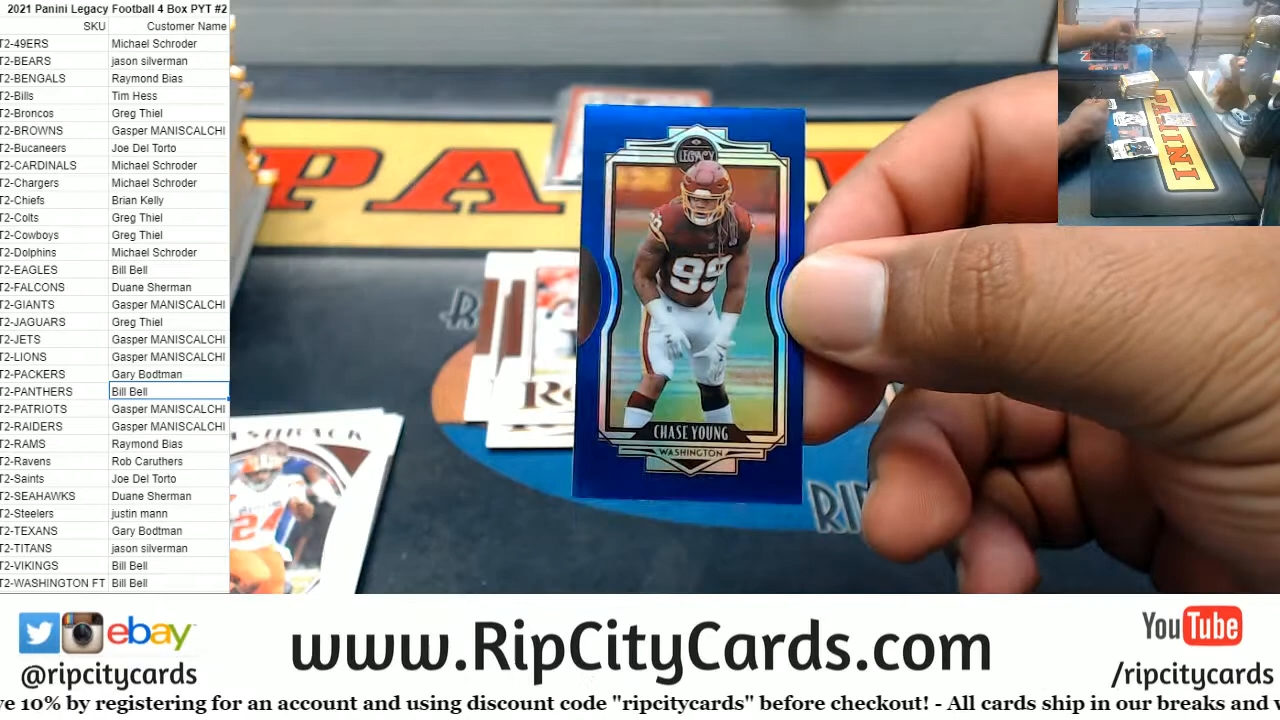 2021 Panini Legacy Football 4 Box PYT #2
SKU Customer Name
T2-49ERS Michael Schroder
T2-BEARS jason silverman
T2-BENGALS Raymond Bias
T2-Bills Tim Hess
T2-Broncos Greg Thiel
T2-BROWNS Gasper MANISCALCHI
T2-Bucaneers Joe Del Torto
T2-CARDINALS Michael Schroder
T2-Chargers Michael Schroder
T2-Chiefs Brian Kelly
T2-Colts Greg Thiel
T2-Cowboys Greg Thiel
T2-Dolphins Michael Schroder
T2-EAGLES Bill Bell
T2-FALCONS Duane Sherman
T2-GIANTS Gasper MANISCALCHI
T2-JAGUARS Greg Thiel
T2-JETS Gasper MANISCALCHI
T2-LIONS Gasper MANISCALCHI
T2-PACKERS Gary Bodtman
T2-PANTHERS Bill Bell
T2-PATRIOTS Gasper MANISCALCHI
T2-RAIDERS Gasper MANISCALCHI
T2-RAMS Raymond Bias
T2-Ravens Rob Caruthers
T2-Saints Joe Del Torto
T2-SEAHAWKS Duane Sherman
T2-Steelers justin mann
T2-TEXANS Gary Bodtman
T2-TITANS jason silverman
T2-VIKINGS Bill Bell
T2-WASHINGTON FT Bill Bell
PANINI
PANINI
LEGACY
99
CHASE YOUNG
WASHINGTON
R
Ro
RI
24
ebay
@ripcitycards
www.RipCityCards.com
YouTube
/ripcitycards
ve 10% by registering for an account and using discount code "ripcitycards" before checkout! - All cards ship in our breaks and v